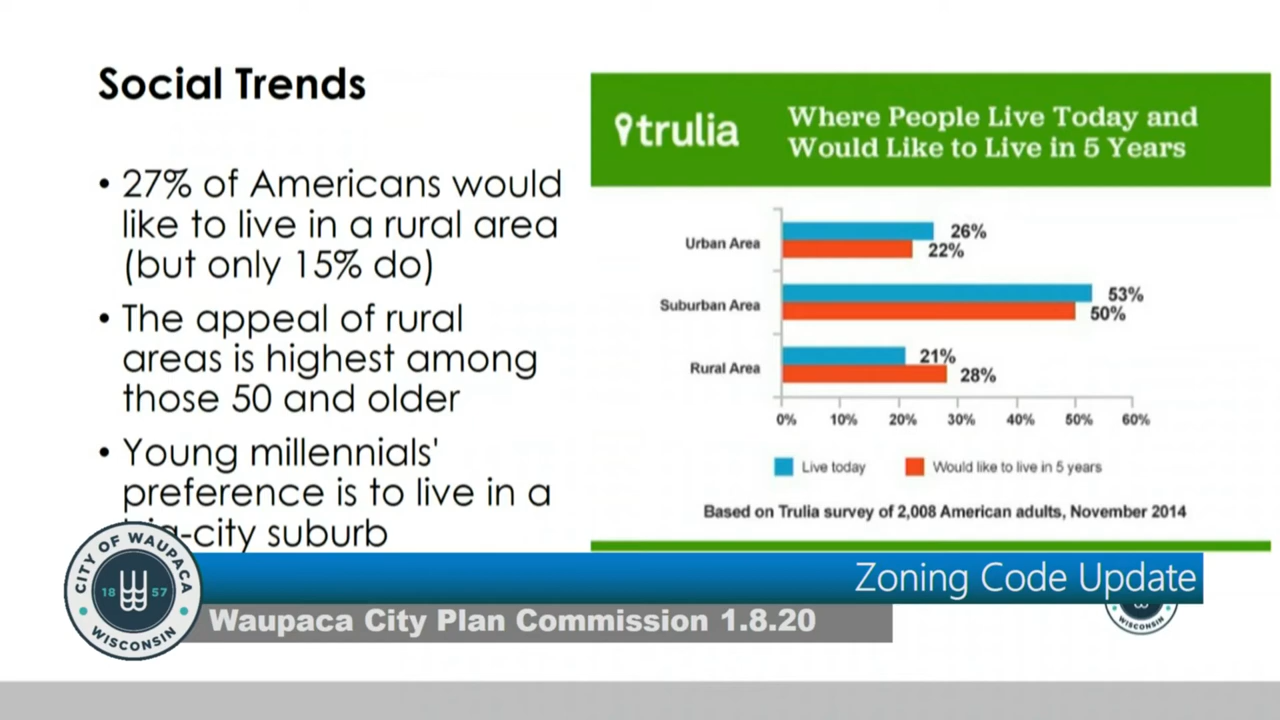 Social Trends
• 27% of Americans would
like to live in a rural area
(but only 15% do)
• The appeal of rural
areas is highest among
those 50 and older
• Young millennials'
preference is to live in a
-city suburb
trulia
Where People Live Today and
Would Like to Live in 5 Years
Urban Area
26%
22%
Suburban Area
53%
50%
Rural Area
21%
28%
0% 10% 20% 30% 40% 50% 60%
Live today
Would like to live in 5 years
Based on Trulia survey of 2,008 American adults, November 2014
CITY OF WAUPACA
18 57
WISCONSIN
Zoning Code Update
Waupaca City Plan Commission 1.8.20
WISCONSIN